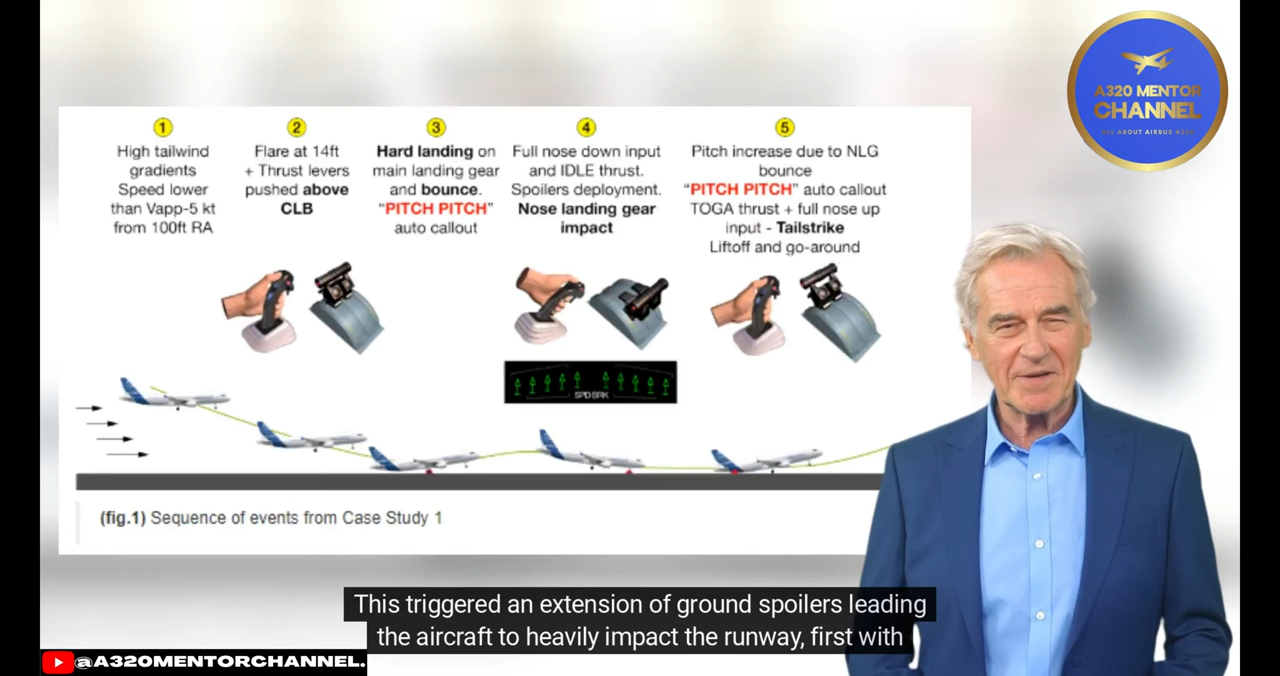 A320 MENTOR
CHANNEL
ALL ABOUT AIRBUS A320
1
High tailwind
gradients
Speed lower
than Vapp-5 kt
from 100ft RA
2
Flare at 14ft
+ Thrust levers
pushed above
CLB
3
Hard landing on
main landing gear
and bounce.
"PITCH PITCH"
auto callout
4
Full nose down input
and IDLE thrust.
Spoilers deployment.
Nose landing gear
impact
5
Pitch increase due to NLG
bounce
"PITCH PITCH" auto callout
TOGA thrust + full nose up
input - Tailstrike
Liftoff and go-around
SPD BRK
(fig.1) Sequence of events from Case Study 1
This triggered an extension of ground spoilers leading
the aircraft to heavily impact the runway, first with
@A320MENTORCHANNEL.